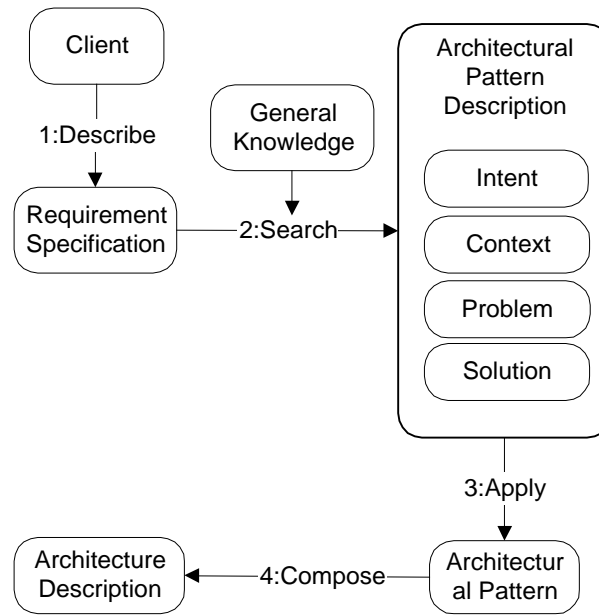 Client
1:Describe
Requirement
Specification
General
Knowledge
2:Search
Architectural
Pattern
Description
Intent
Context
Problem
Solution
3:Apply
Architectur
al Pattern
4:Compose
Architecture
Description